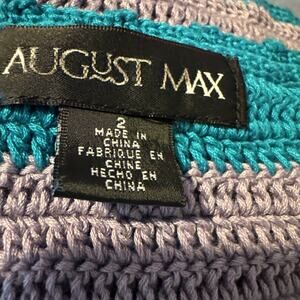 AUGUST MAX
2
MADE IN
CHINA
FABRIQUE EN
CHINE
HECHO EN
CHINA